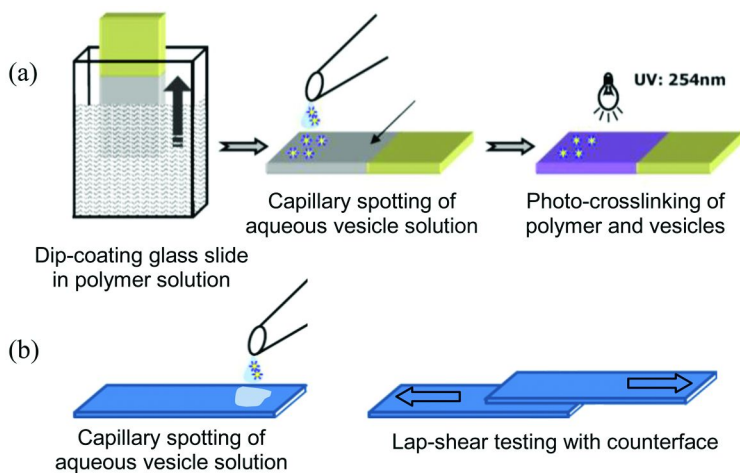 (a)
UV: 254nm
Capillary spotting of
aqueous vesicle solution
Photo-crosslinking of
polymer and vesicles
Dip-coating glass slide
in polymer solution
(b)
Capillary spotting of
aqueous vesicle solution
Lap-shear testing with counterface